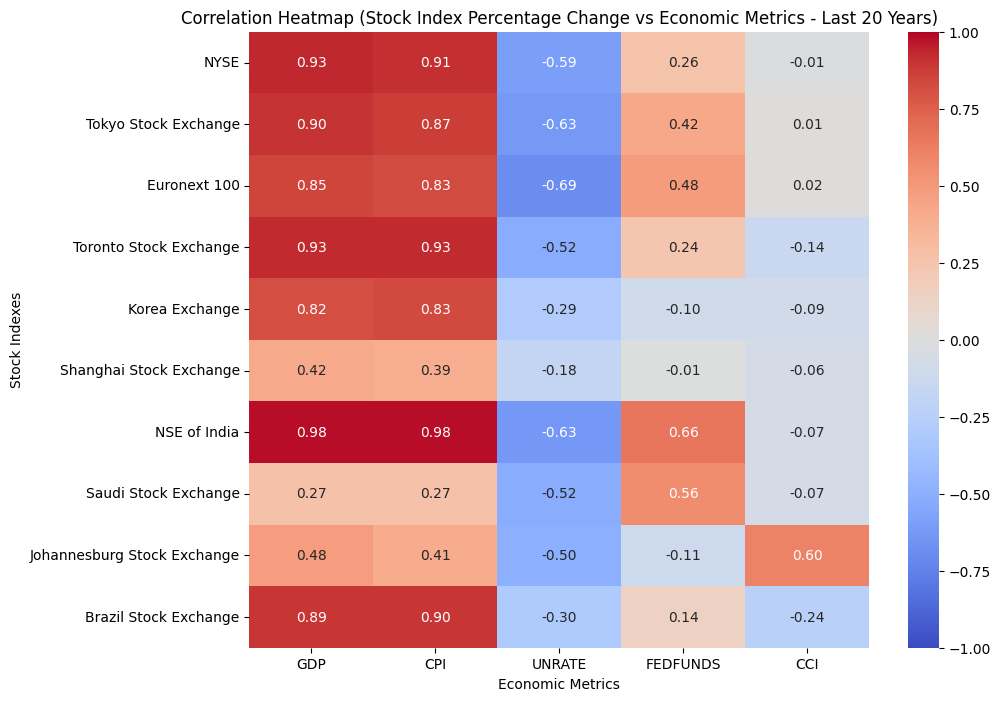 Correlation Heatmap (Stock Index Percentage Change vs Economic Metrics - Last 20 Years)
Stock Indexes
NYSE 0.93 0.91 -0.59 0.26 -0.01
Tokyo Stock Exchange 0.90 0.87 -0.63 0.42 0.01
Euronext 100 0.85 0.83 -0.69 0.48 0.02
Toronto Stock Exchange 0.93 0.93 -0.52 0.24 -0.14
Korea Exchange 0.82 0.83 -0.29 -0.10 -0.09
Shanghai Stock Exchange 0.42 0.39 -0.18 -0.01 -0.06
NSE of India 0.98 0.98 -0.63 0.66 -0.07
Saudi Stock Exchange 0.27 0.27 -0.52 0.56 -0.07
Johannesburg Stock Exchange 0.48 0.41 -0.50 -0.11 0.60
Brazil Stock Exchange 0.89 0.90 -0.30 0.14 -0.24
GDP CPI UNRATE FEDFUNDS CCI
Economic Metrics
1.00
0.75
0.50
0.25
0.00
−0.25
−0.50
−0.75
−1.00